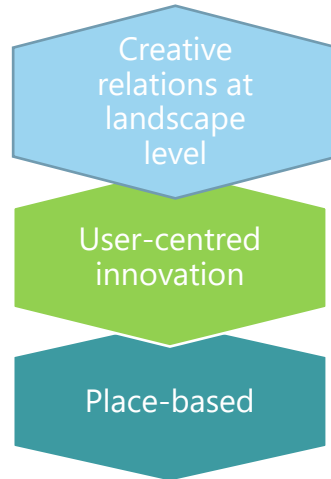 Creative
relations at
landscape
level
User-centred
innovation
Place-based